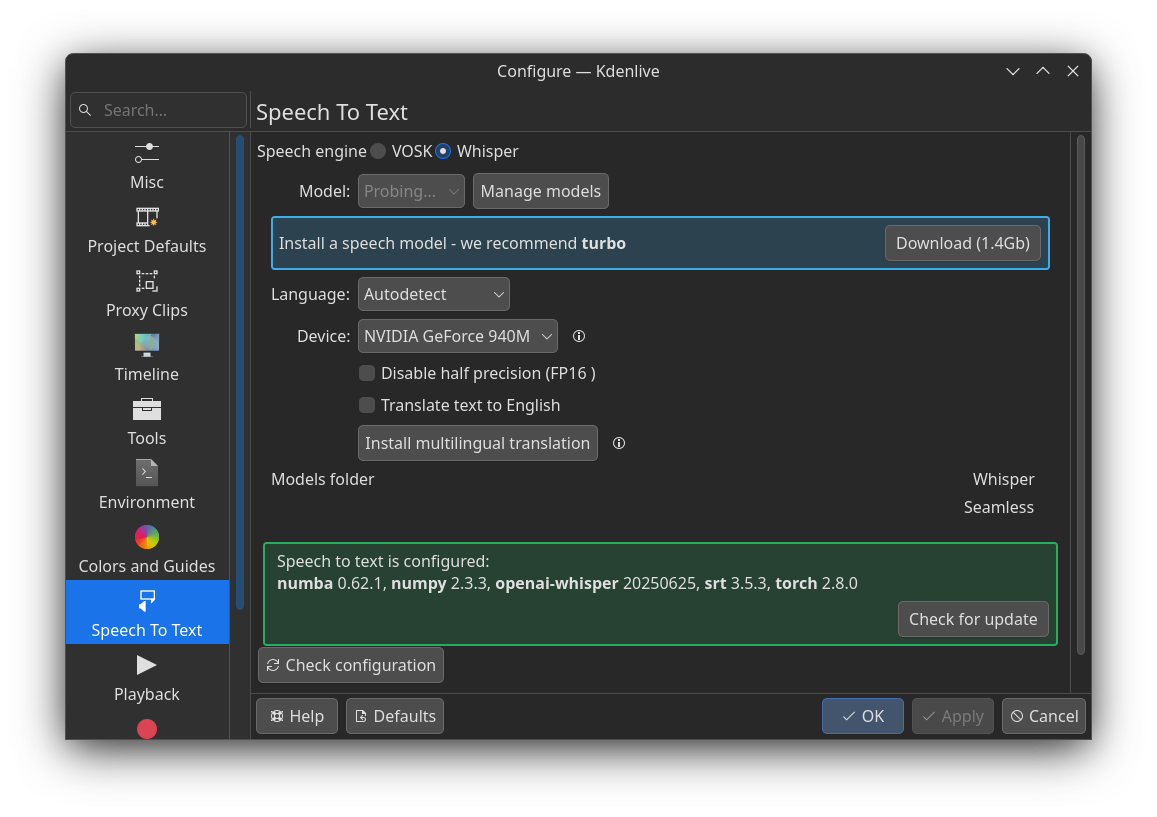 Configure — Kdenlive
Search...
Speech To Text
Misc
Project Defaults
Proxy Clips
Timeline
Tools
Environment
Colors and Guides
Speech To Text
Playback
Speech engine VOSK Whisper
Model: Probing... Manage models
Install a speech model - we recommend turbo Download (1.4Gb)
Language: Autodetect
Device: NVIDIA GeForce 940M
Disable half precision (FP16 )
Translate text to English
Install multilingual translation
Models folder Whisper
Seamless
Speech to text is configured:
numba 0.62.1, numpy 2.3.3, openai-whisper 20250625, srt 3.5.3, torch 2.8.0
Check for update
Check configuration
Help Defaults OK Apply Cancel